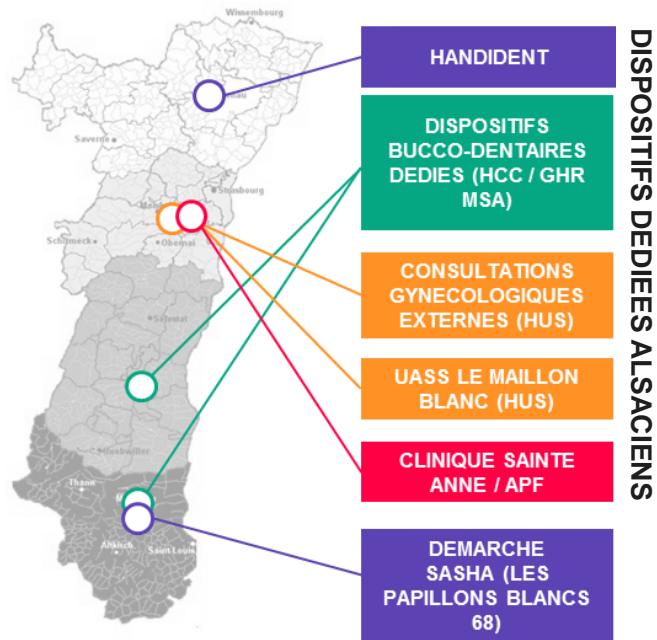 Wissembourg
HANDIDENT
DISPOSITIFS
BUCCO-DENTAIRES
DEDIES (HCC / GHR
MSA)
Saverne
Strasbourg
Schirmeck
Obernai
CONSULTATIONS
GYNECOLOGIQUES
EXTERNES (HUS)
Sélestat
UASS LE MAILLON
BLANC (HUS)
CLINIQUE SAINTE
ANNE / APF
Thann
Altkirch
Saint Louis
DEMARCHE
SASHA (LES
PAPILLONS BLANCS
68)
DISPOSITIFS DEDIEES ALSACIENS